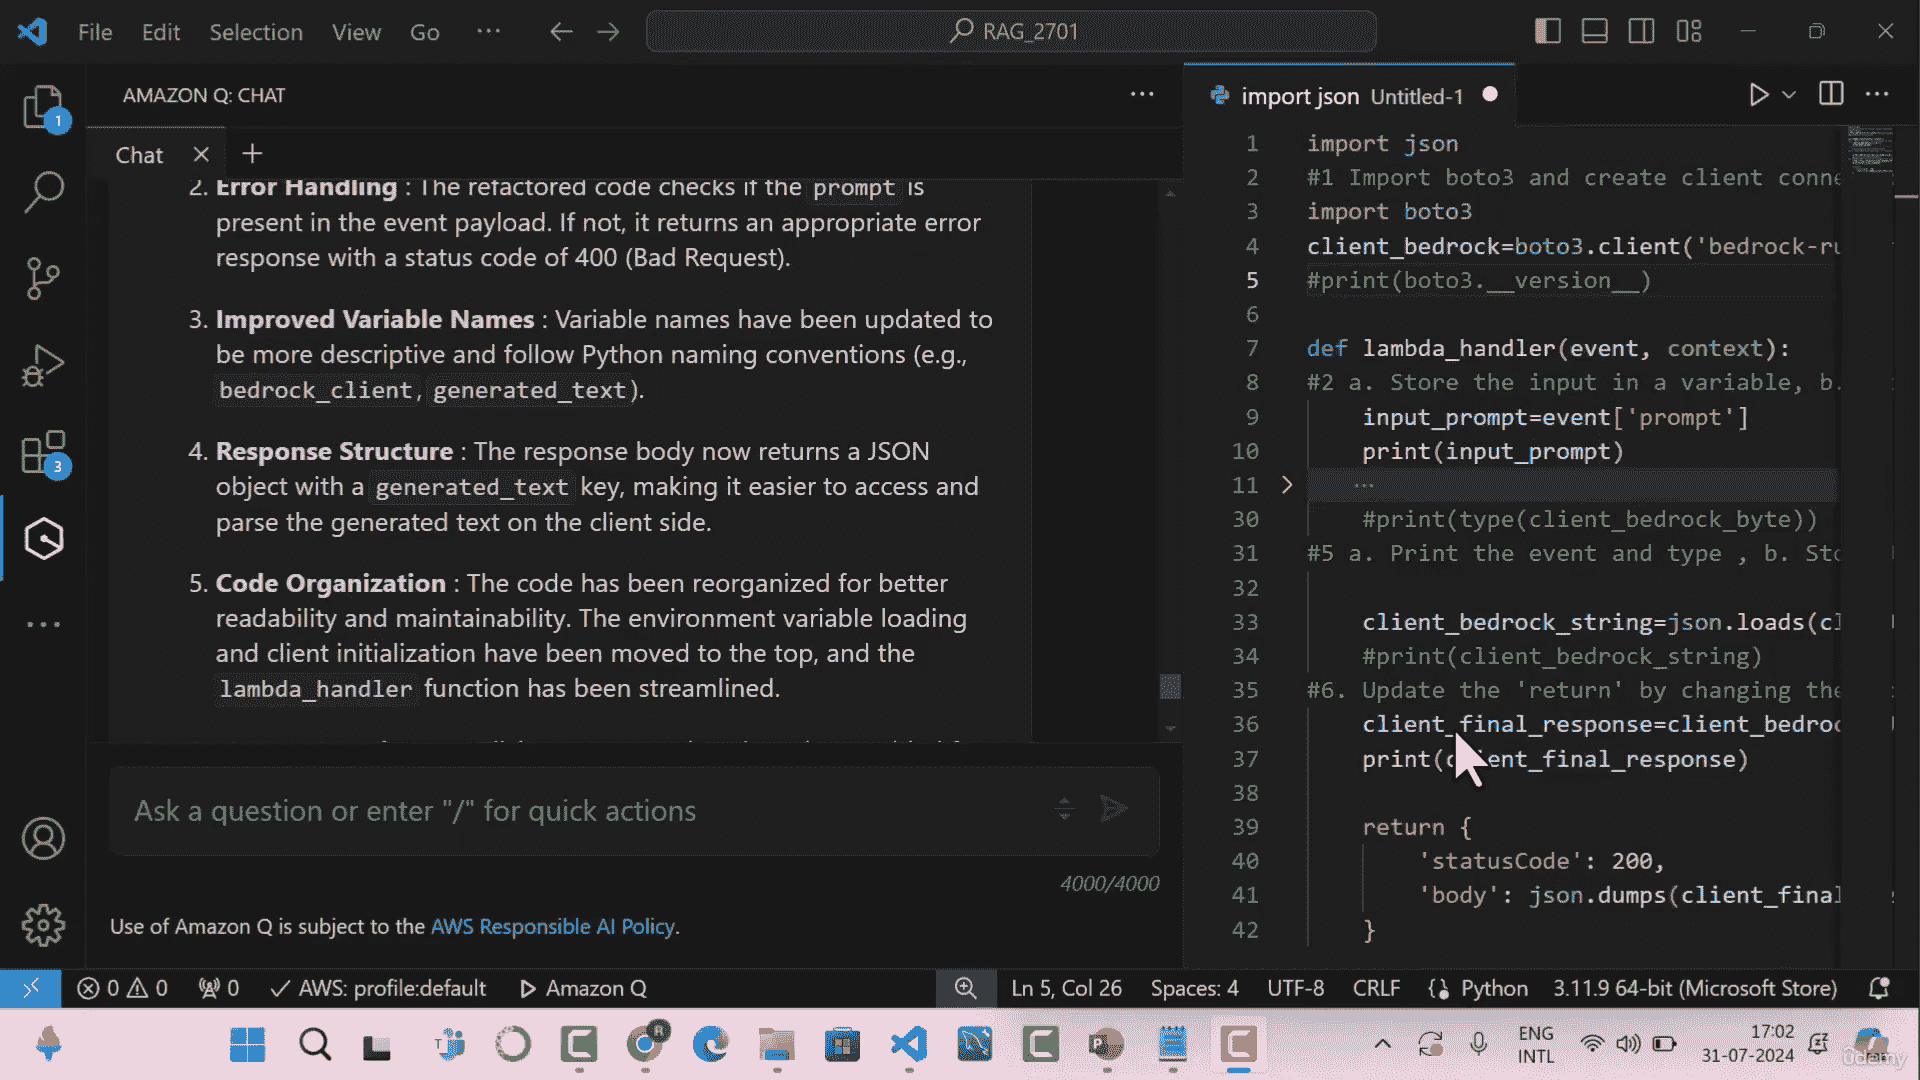 File Edit Selection View Go ... RAG_2701
AMAZON Q: CHAT
Chat
2. Error Handling : The refactored code checks if the prompt is
present in the event payload. If not, it returns an appropriate error
response with a status code of 400 (Bad Request).
3. Improved Variable Names : Variable names have been updated to
be more descriptive and follow Python naming conventions (e.g.,
bedrock_client, generated_text).
4. Response Structure : The response body now returns a JSON
object with a generated_text key, making it easier to access and
parse the generated text on the client side.
5. Code Organization : The code has been reorganized for better
readability and maintainability. The environment variable loading
and client initialization have been moved to the top, and the
lambda_handler function has been streamlined.
Ask a question or enter "/" for quick actions
4000/4000
Use of Amazon Q is subject to the AWS Responsible AI Policy.
1
3
import json Untitled-1
1 import json
2 #1 Import boto3 and create client conne
3 import boto3
4 client_bedrock=boto3.client('bedrock-ru
5 #print(boto3.__version__)
6
7 def lambda_handler(event, context):
8 #2 a. Store the input in a variable, b.
9 input_prompt=event['prompt']
10 print(input_prompt)
11 ...
30 #print(type(client_bedrock_byte))
31 #5 a. Print the event and type , b. Sto
32
33 client_bedrock_string=json.loads(cl
34 #print(client_bedrock_string)
35 #6. Update the 'return' by changing the
36 client_final_response=client_bedroc
37 print(client_final_response)
38
39 return {
40 'statusCode': 200,
41 'body': json.dumps(client_final
42 }
0 0 0 AWS: profile:default Amazon Q Ln 5, Col 26 Spaces: 4 UTF-8 CRLF Python 3.11.9 64-bit (Microsoft Store)
R
ENG
INTL
17:02
31-07-2024
ûdemy